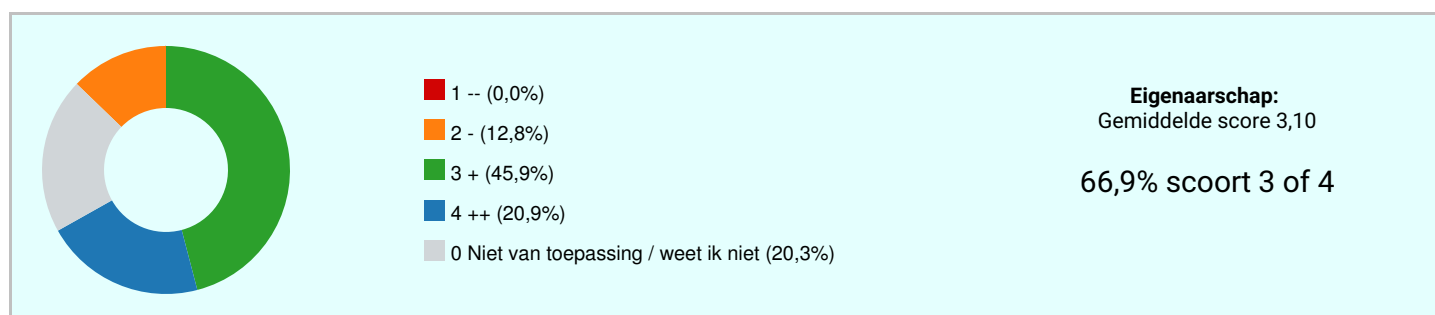 1 -- (0,0%)
2 - (12,8%)
3 + (45,9%)
4 ++ (20,9%)
0 Niet van toepassing / weet ik niet (20,3%)
Eigenaarschap:
Gemiddelde score 3,10
66,9% scoort 3 of 4